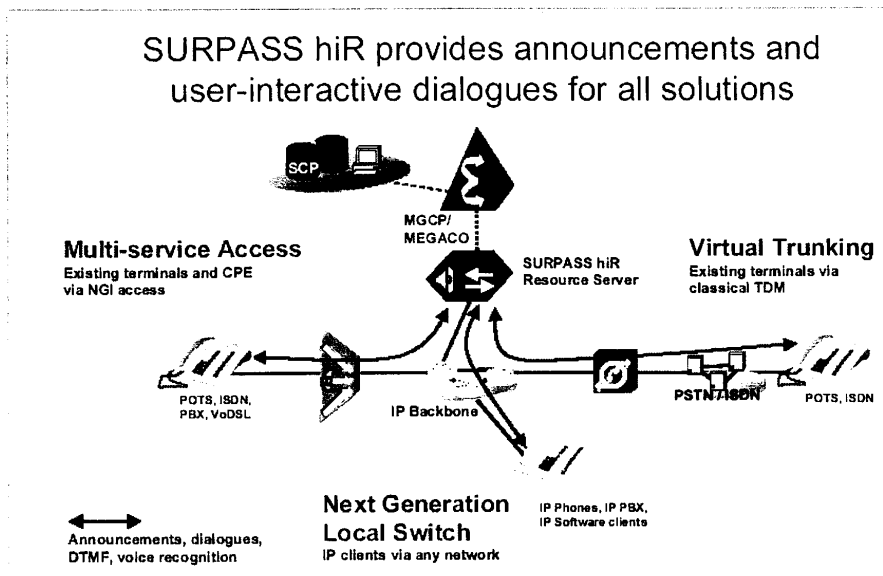 SURPASS hiR provides announcements and
user-interactive dialogues for all solutions
SCP
MGCP/
MEGACO
Multi-service Access
Existing terminals and CPE
via NGI access
SURPASS hiR
Resource Server
Virtual Trunking
Existing terminals via
classical TDM
POTS, ISDN,
PBX, VoDSL
IP Backbone
PSTN / ISDN
POTS, ISDN
Next Generation
Local Switch
IP clients via any network
IP Phones, IP PBX,
IP Software clients
Announcements, dialogues,
DTMF, voice recognition